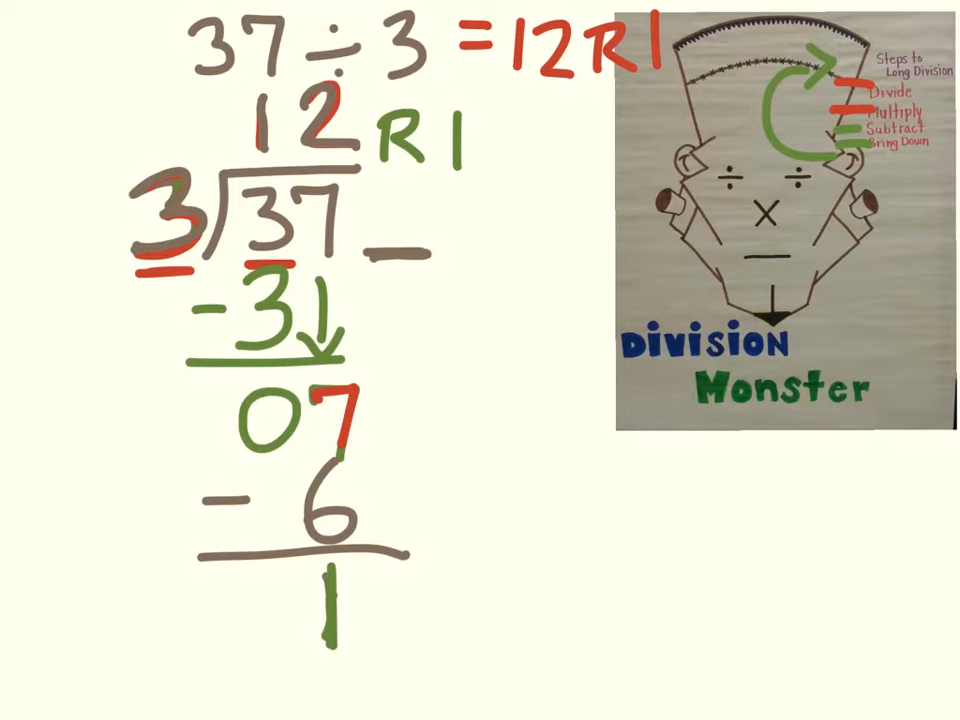 37 ÷ 3 = 12R1
12 R1
3 37
-3
07
- 6
1
Steps to
Long Division
Divide
Multiply
Subtract
Bring Down
÷ ÷
×
—
DIVISION
Monster